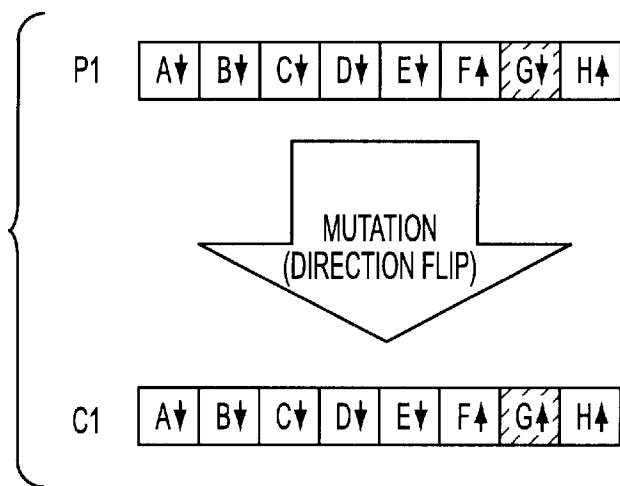 P1 A↓ B↓ C↓ D↓ E↓ F↑ G↓ H↑
MUTATION
(DIRECTION FLIP)
C1 A↓ B↓ C↓ D↓ E↓ F↑ G↑ H↑